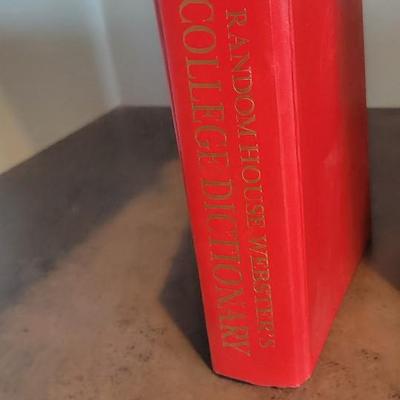 RANDOM HOUSE WEBSTER'S
COLLEGE DICTIONARY